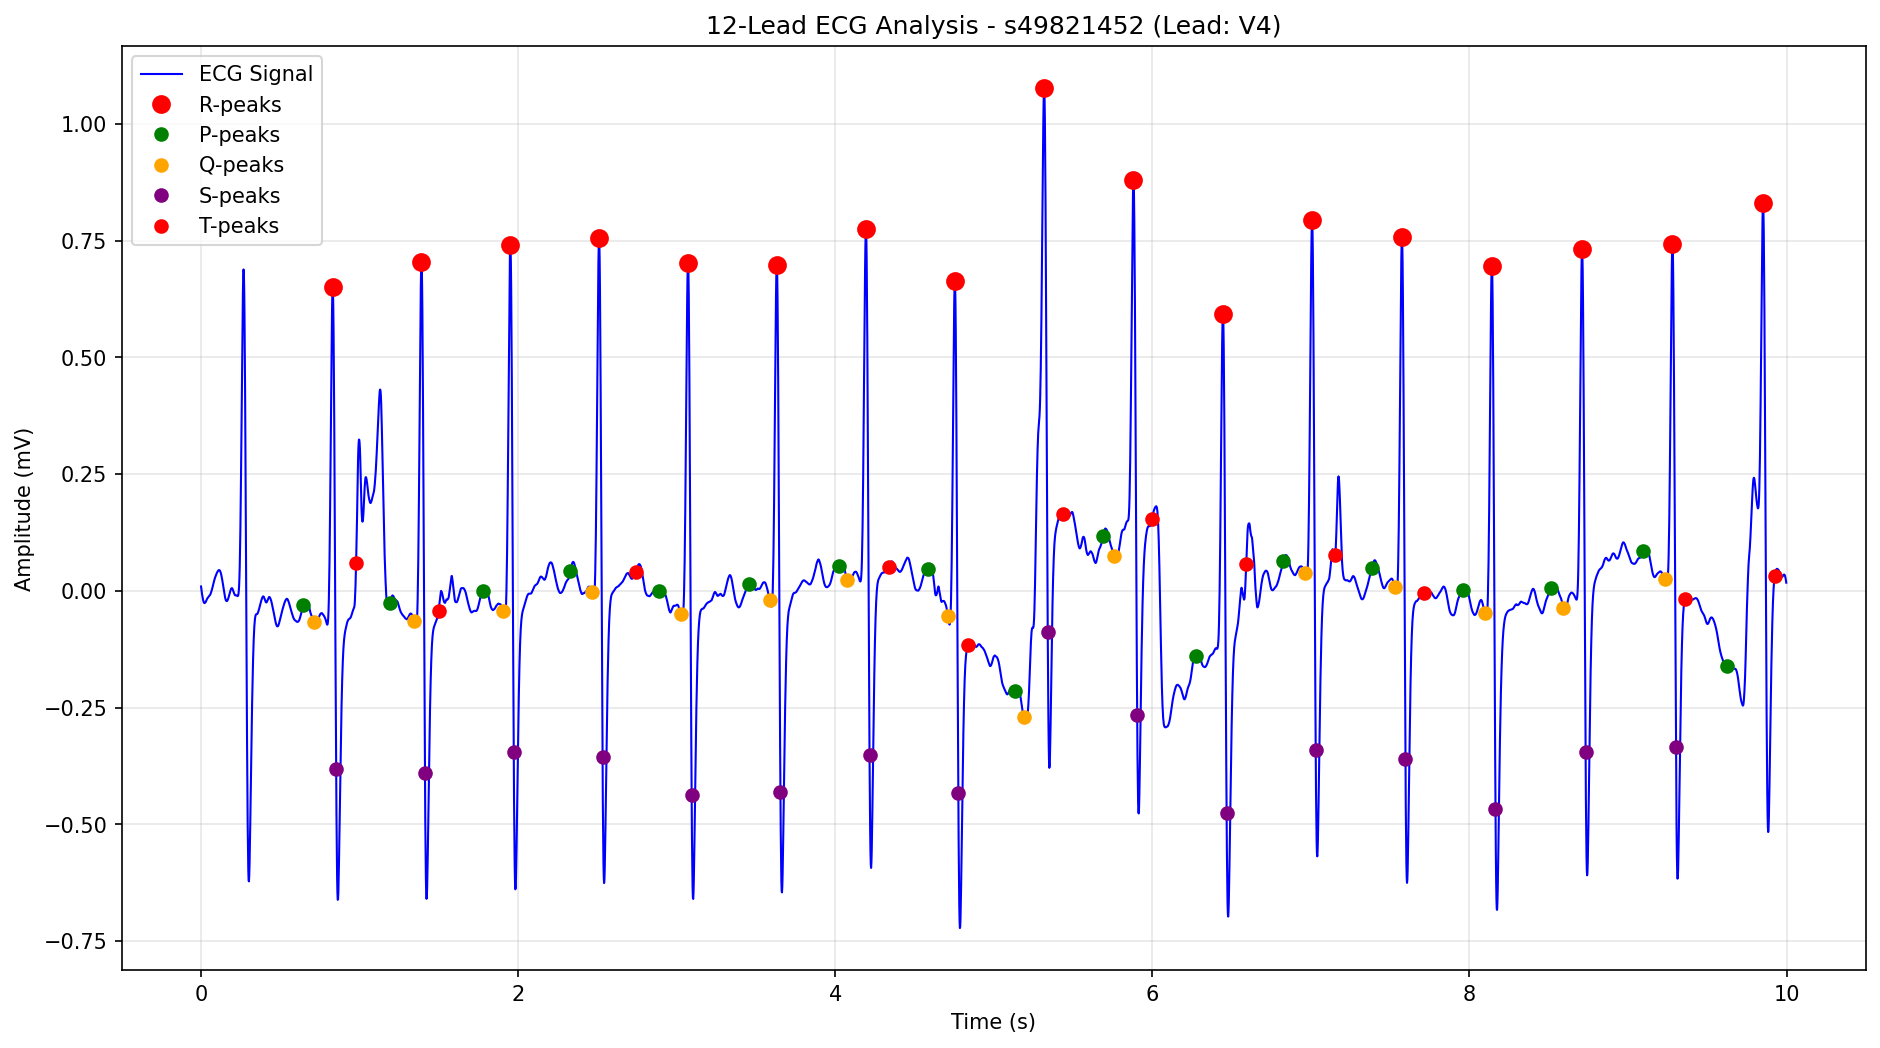 12-Lead ECG Analysis - s49821452 (Lead: V4)
ECG Signal
R-peaks
P-peaks
Q-peaks
S-peaks
T-peaks
1.00
0.75
0.50
0.25
0.00
−0.25
−0.50
−0.75
Amplitude (mV)
0 2 4 6 8 10
Time (s)